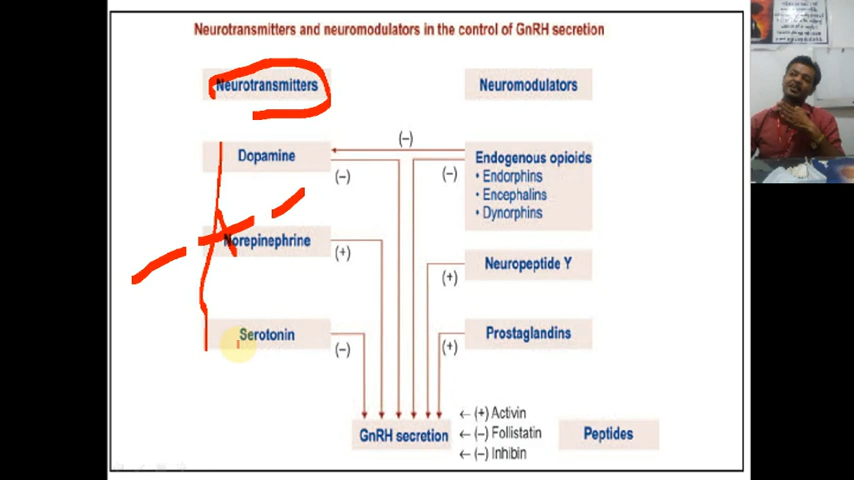 Neurotransmitters and neuromodulators in the control of GnRH secretion
Neurotransmitters
Neuromodulators
(–)
Dopamine
(–)
(–)
Endogenous opioids
• Endorphins
• Encephalins
• Dynorphins
Norepinephrine
(+)
Neuropeptide Y
(+)
Serotonin
(–)
Prostaglandins
(+)
GnRH secretion
← (+) Activin
← (–) Follistatin
← (–) Inhibin
Peptides